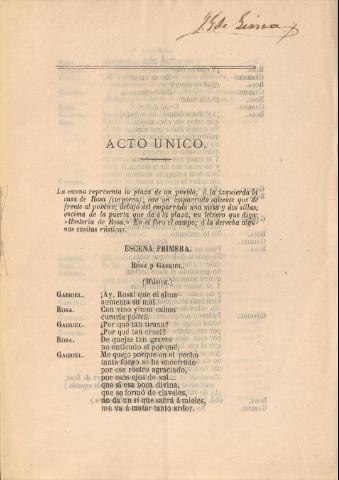 ACTO UNICO.
La escena representa la plaza de un pueblo; á la izquierda la
casa de Rosa (corpórea), con un emparrado saliente que dé
frente al público; debajo del emparrado una mesa y dos sillas;
encima de la puerta que da á la plaza, un letrero que diga:
«Hostería de Rosa.» En el foro el campo; á la derecha algu-
nas casitas rústicas.
ESCENA PRIMERA.
ROSA y GABRIEL.
(Música.)
GABRIEL. ¡Ay, Rosa! que el alma
aumenta su mal.
ROSA. Con vino y con calma
curarla podrá.
GABRIEL. ¿Por qué tan tirana?
¿Por qué tan cruel?
ROSA. De quejas tan graves
no entiendo el por qué.
GABRIEL. Me quejo porque en el pecho
tanto fuego se ha encerrado
por ese rostro agraciado,
por esos ojos de sol...
que si esa boca divina,
que se formó de claveles,
no da un sí que sabrá á mieles,
me va á matar tanto ardor.